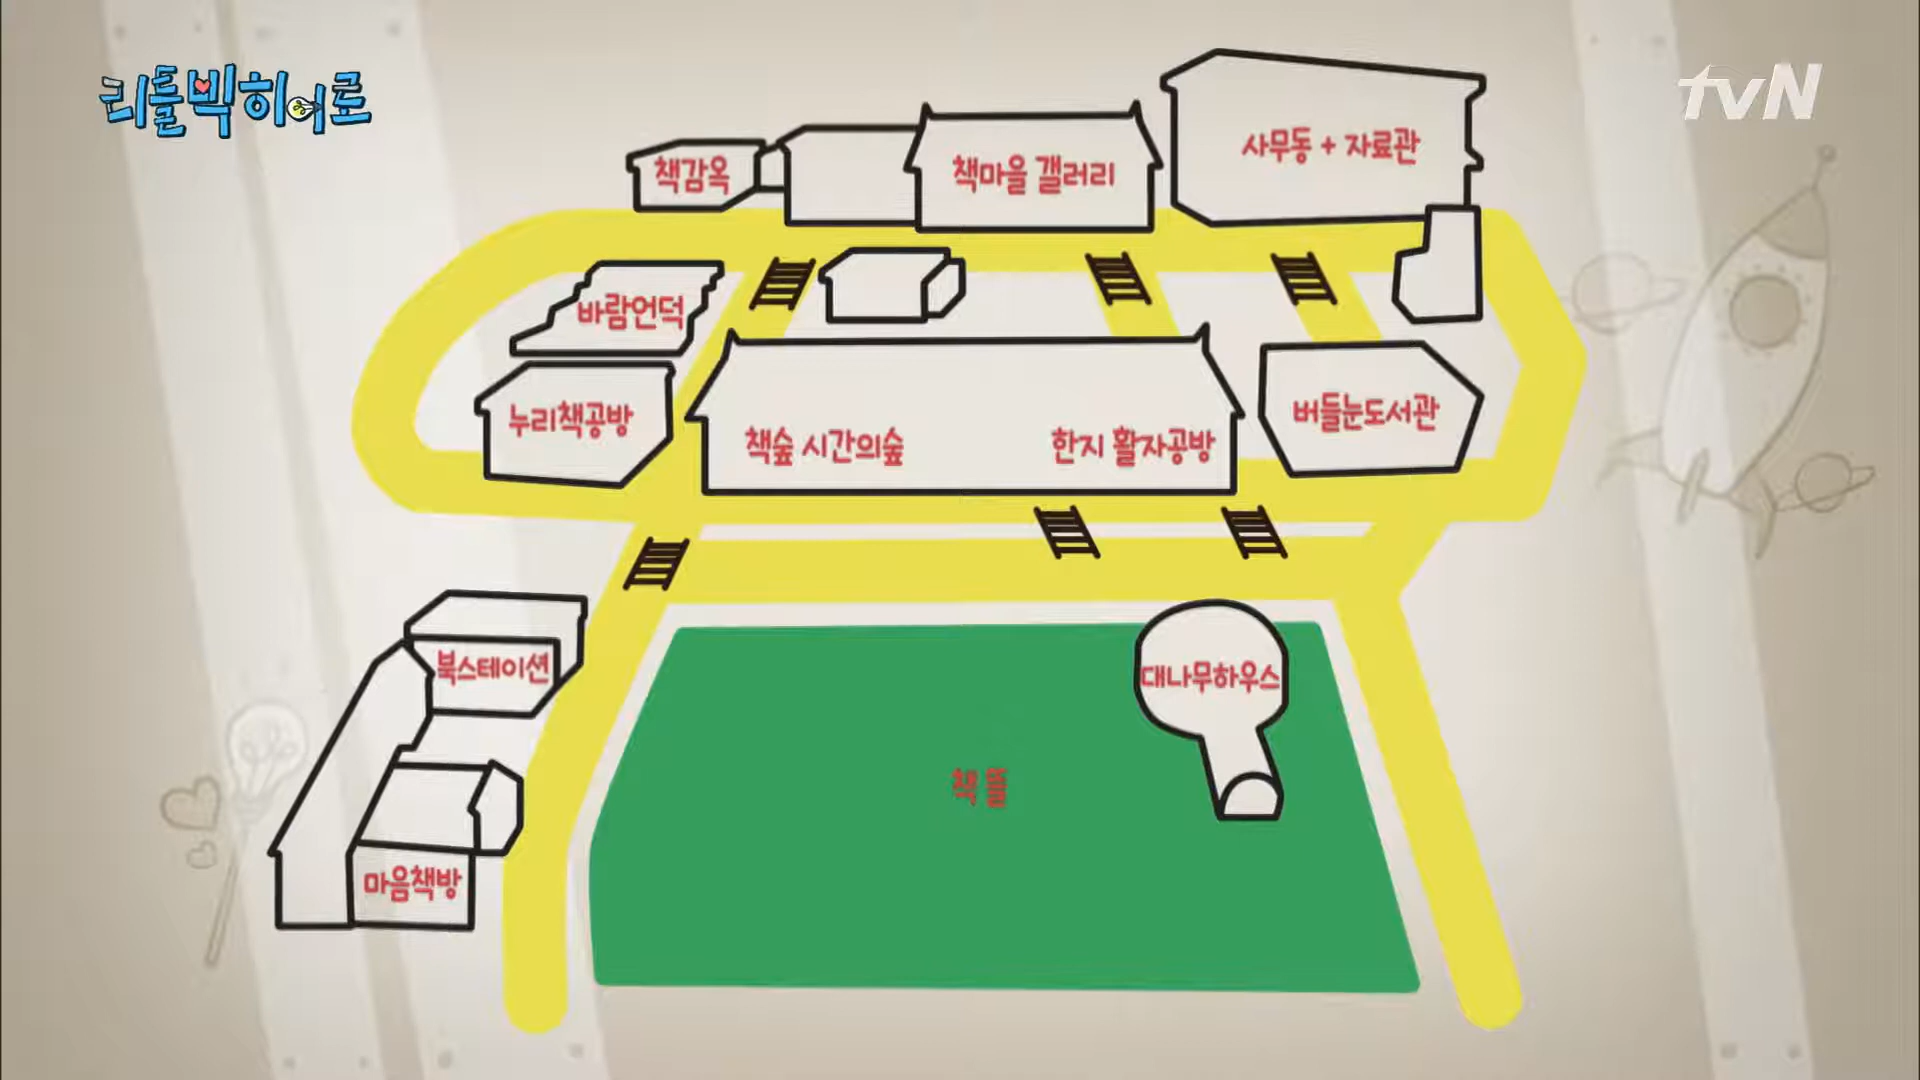 리틀빅히어로
tvN
사무동 + 자료관
책감옥
책마을 갤러리
바람언덕
누리책공방
책숲 시간의숲
한지 활자공방
버들눈도서관
북스테이션
대나무하우스
책 뜰
마음책방